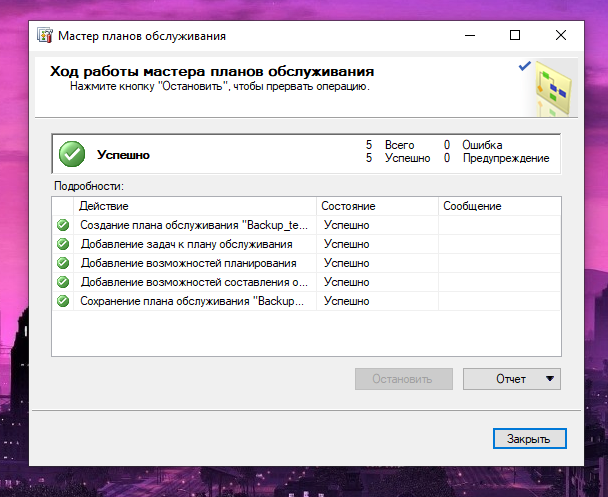 Мастер планов обслуживания
Ход работы мастера планов обслуживания
Нажмите кнопку "Остановить", чтобы прервать операцию.
Успешно
5 Всего 0 Ошибка
5 Успешно 0 Предупреждение
Подробности:
Действие Состояние Сообщение
Создание плана обслуживания "Backup_te... Успешно
Добавление задач к плану обслуживания Успешно
Добавление возможностей планирования Успешно
Добавление возможностей составления о... Успешно
Сохранение плана обслуживания "Backup... Успешно
Остановить Отчет
Закрыть